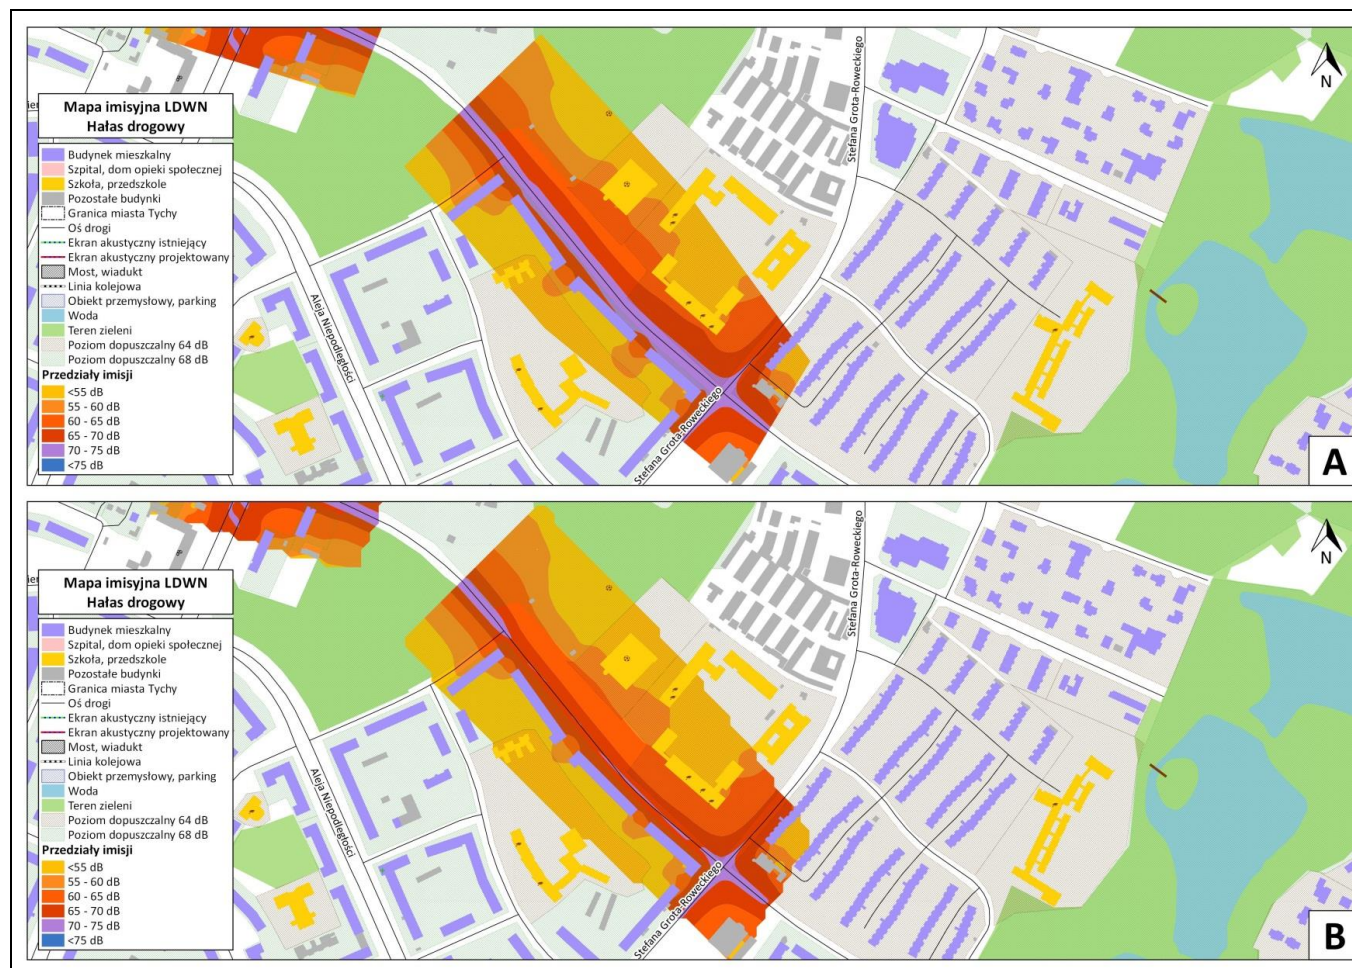 Stefana Grota-Roweckiego
N
Mapa imisyjna LDWN
Hałas drogowy
Budynek mieszkalny
Szpital, dom opieki społecznej
Szkoła, przedszkole
Pozostałe budynki
Granica miasta Tychy
Oś drogi
Ekran akustyczny istniejący
Ekran akustyczny projektowany
Most, wiadukt
Linia kolejowa
Obiekt przemysłowy, parking
Woda
Teren zieleni
Poziom dopuszczalny 64 dB
Poziom dopuszczalny 68 dB
Przedziały imisji
<55 dB
55 - 60 dB
60 - 65 dB
65 - 70 dB
70 - 75 dB
<75 dB
Aleja Niepodległości
Stefana Grota-Roweckiego
A
Stefana Grota-Roweckiego
N
Mapa imisyjna LDWN
Hałas drogowy
Budynek mieszkalny
Szpital, dom opieki społecznej
Szkoła, przedszkole
Pozostałe budynki
Granica miasta Tychy
Oś drogi
Ekran akustyczny istniejący
Ekran akustyczny projektowany
Most, wiadukt
Linia kolejowa
Obiekt przemysłowy, parking
Woda
Teren zieleni
Poziom dopuszczalny 64 dB
Poziom dopuszczalny 68 dB
Przedziały imisji
<55 dB
55 - 60 dB
60 - 65 dB
65 - 70 dB
70 - 75 dB
<75 dB
Aleja Niepodległości
Stefana Grota-Roweckiego
B